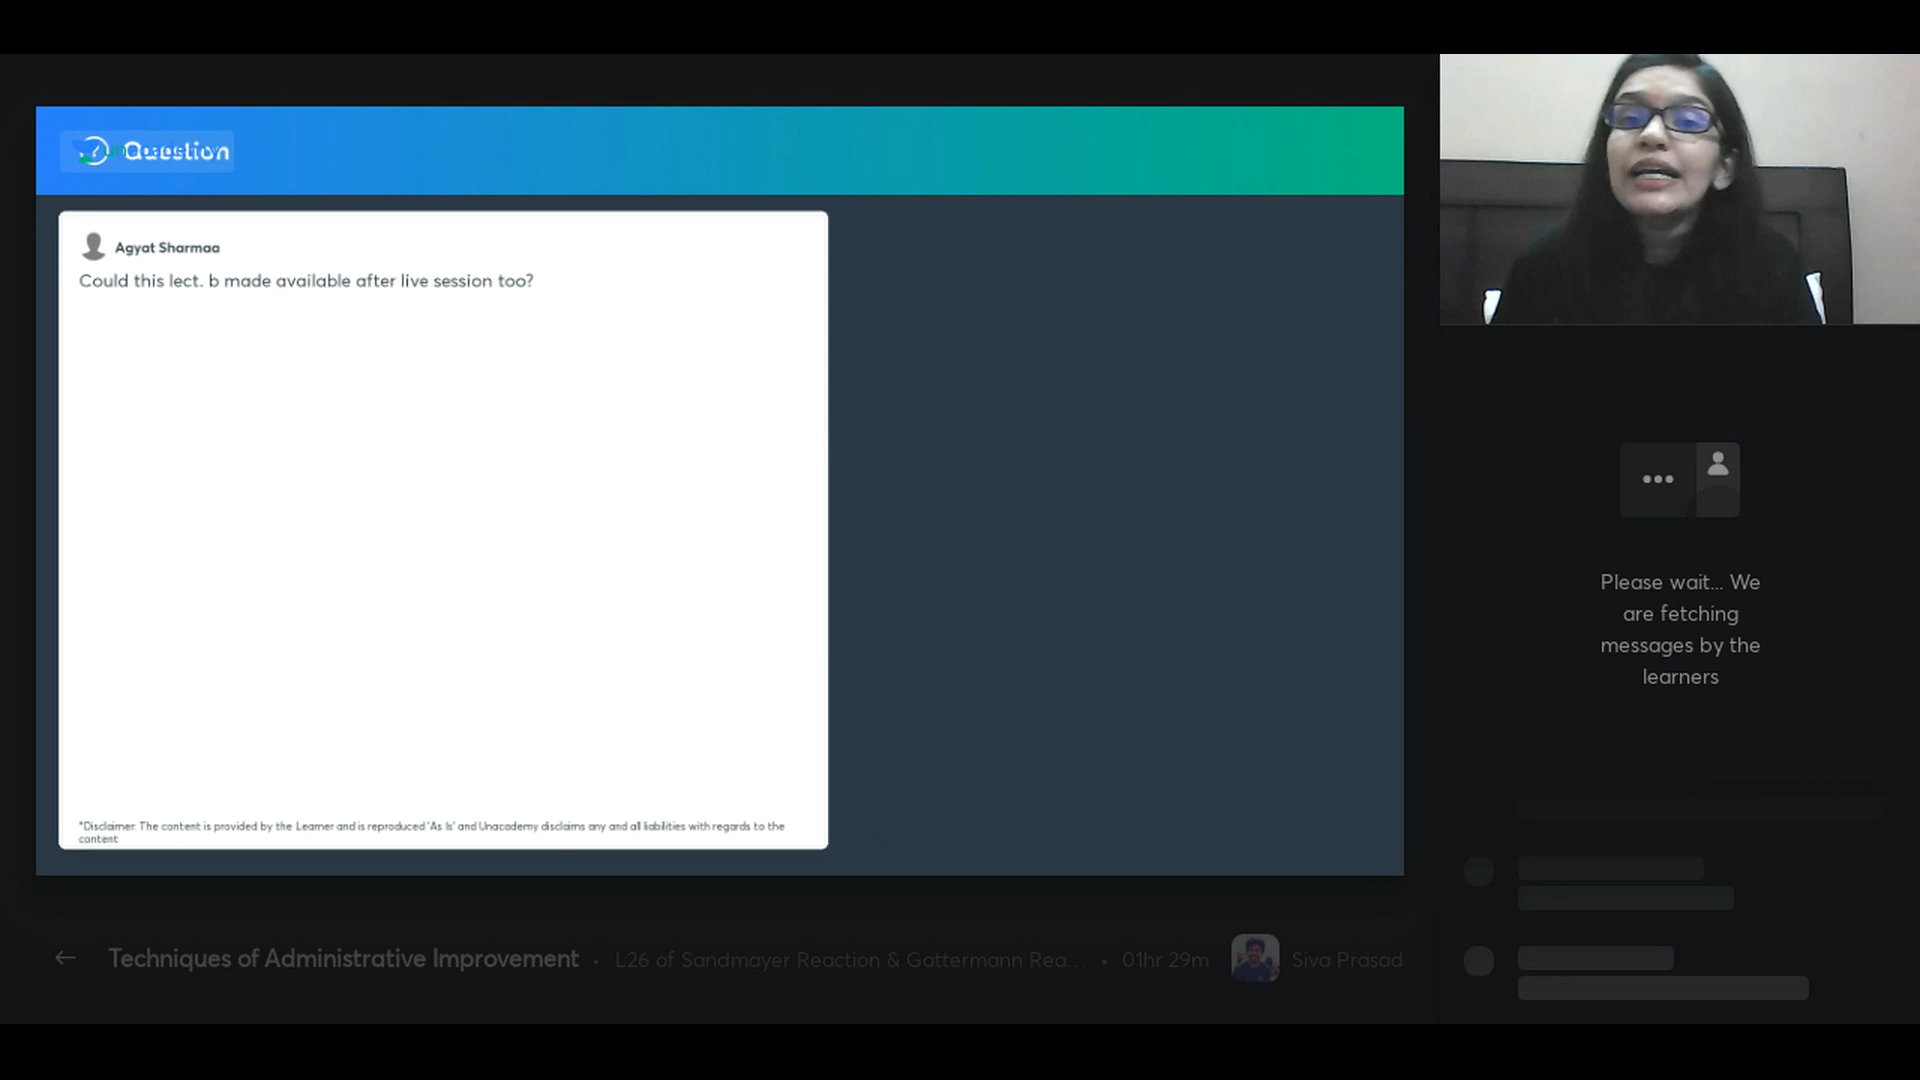 Question
Agyat Sharmaa
Could this lect. b made available after live session too?
*Disclaimer: The content is provided by the Learner and is reproduced 'As Is' and Unacademy disclaims any and all liabilities with regards to the
content
Please wait... We
are fetching
messages by the
learners
Techniques of Administrative Improvement • L26 of Sandmayer Reaction & Gattermann Rea... • 01hr 29m Siva Prasad